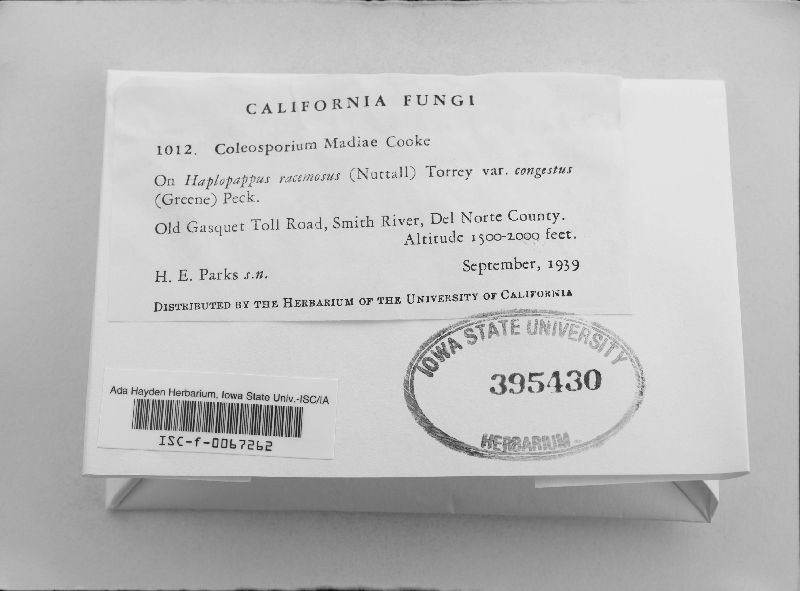 CALIFORNIA FUNGI
1012. Coleosporium Madiae Cooke
On Haplopappus racemosus (Nuttall) Torrey var. congestus
(Greene) Peck.
Old Gasquet Toll Road, Smith River, Del Norte County.
Altitude 1500-2000 feet.
H. E. Parks s.n.
September, 1939
DISTRIBUTED BY THE HERBARIUM OF THE UNIVERSITY OF CALIFORNIA
IOWA STATE UNIVERSITY
395430
HERBARIUM
Ada Hayden Herbarium, Iowa State Univ.-ISC/IA
ISC-f-0067262